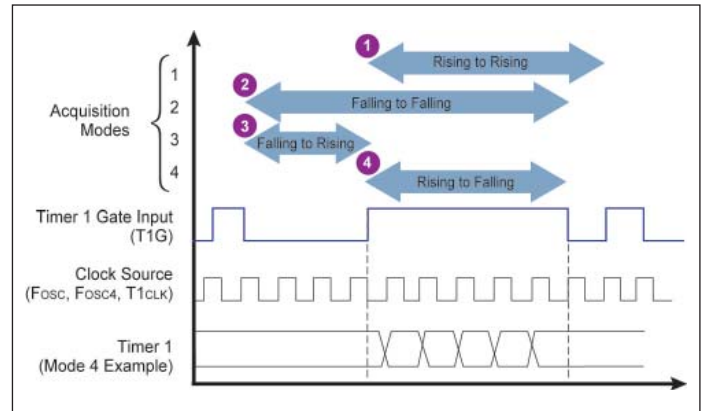 1
Rising to Rising
1
2
Acquisition
Modes
2
Falling to Falling
3
3
Falling to Rising
4
4
Rising to Falling
Timer 1 Gate Input
(T1G)
Clock Source
(FOSC, FOSC4, T1CLK)
Timer 1
(Mode 4 Example)